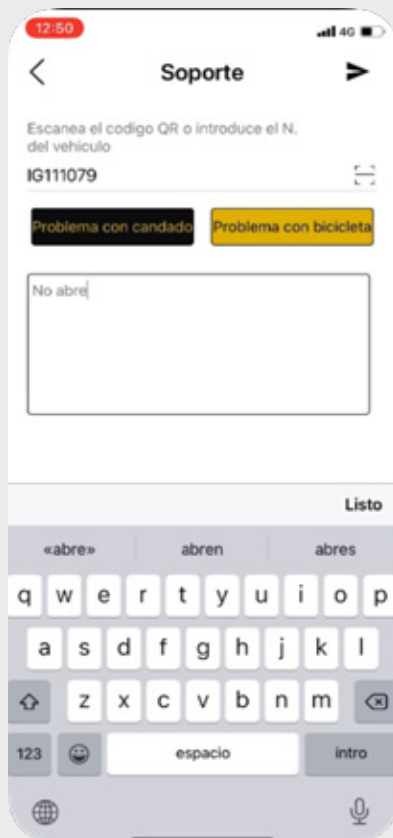 12:50
4G
Soporte
Escanea el codigo QR o introduce el N.
del vehiculo
IG111079
Problema con candado
Problema con bicicleta
No abre
Listo
«abre» abren abres
q w e r t y u i o p
a s d f g h j k l
z x c v b n m
123 espacio intro